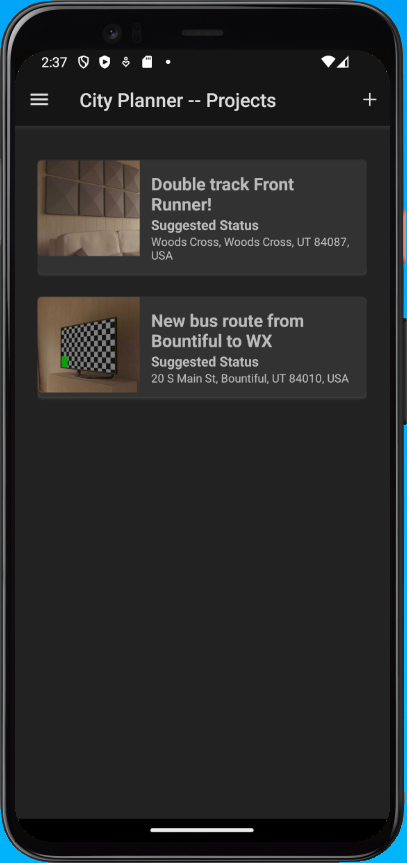 2:37
City Planner -- Projects
Double track Front
Runner!
Suggested Status
Woods Cross, Woods Cross, UT 84087,
USA
New bus route from
Bountiful to WX
Suggested Status
20 S Main St, Bountiful, UT 84010, USA